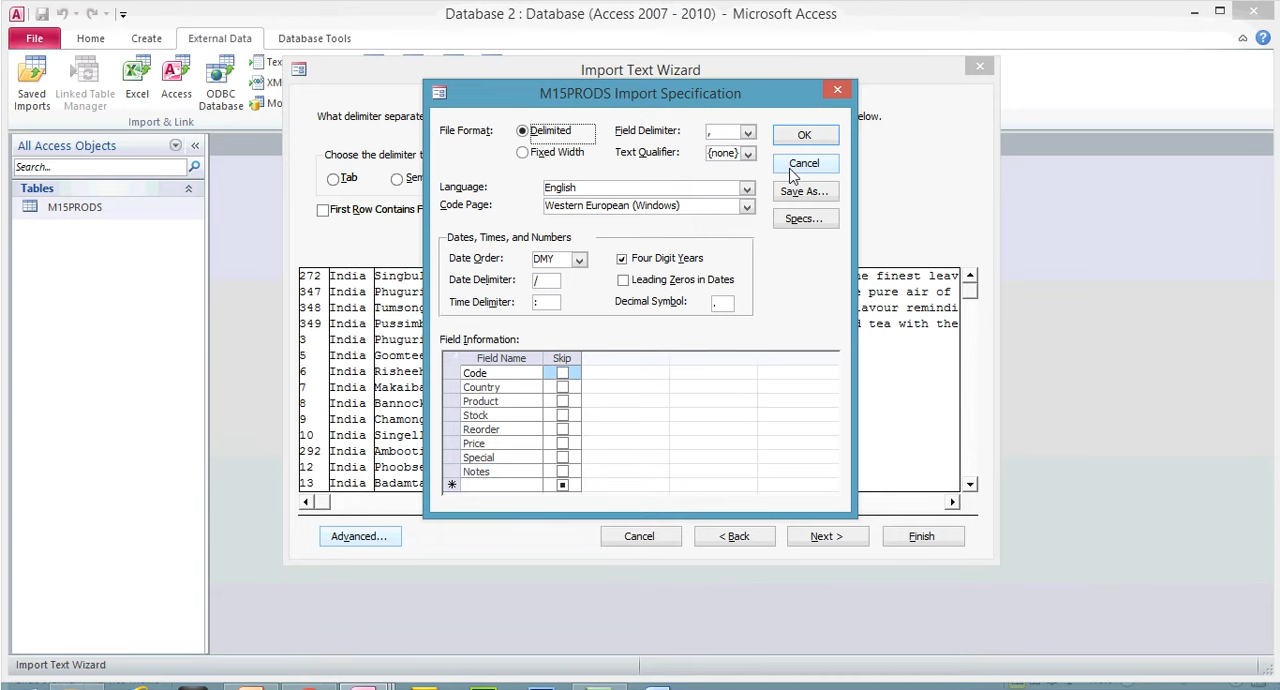 Database 2 : Database (Access 2007 - 2010) - Microsoft Access
File Home Create External Data Database Tools
Saved Imports
Linked Table Manager
Excel
Access
ODBC Database
Import & Link
All Access Objects
Search...
Tables
M15PRODS
Import Text Wizard
What delimiter separate
Choose the delimiter t
Tab
First Row Contains F
M15PRODS Import Specification
File Format:
Delimited
Fixed Width
Field Delimiter: ,
Text Qualifier: {none}
OK
Cancel
Save As...
Specs...
Language: English
Code Page: Western European (Windows)
Dates, Times, and Numbers
Date Order: DMY
Four Digit Years
Date Delimiter: /
Leading Zeros in Dates
Time Delimiter: :
Decimal Symbol: .
Field Information:
Field Name Skip
Code
Country
Product
Stock
Reorder
Price
Special
Notes
272 India Singbul
e finest leav
347 India Phuguri
e pure air of
348 India Tumsong
avour remindi
349 India Pussimb
d tea with the
3 India Phuguri
5 India Goomtee
6 India Risheeh
7 India Makaiba
8 India Bannock
9 India Chamong
10 India Singell
292 India Ambooti
12 India Phoobse
13 India Badamta
Advanced...
Cancel
< Back
Next >
Finish
Import Text Wizard